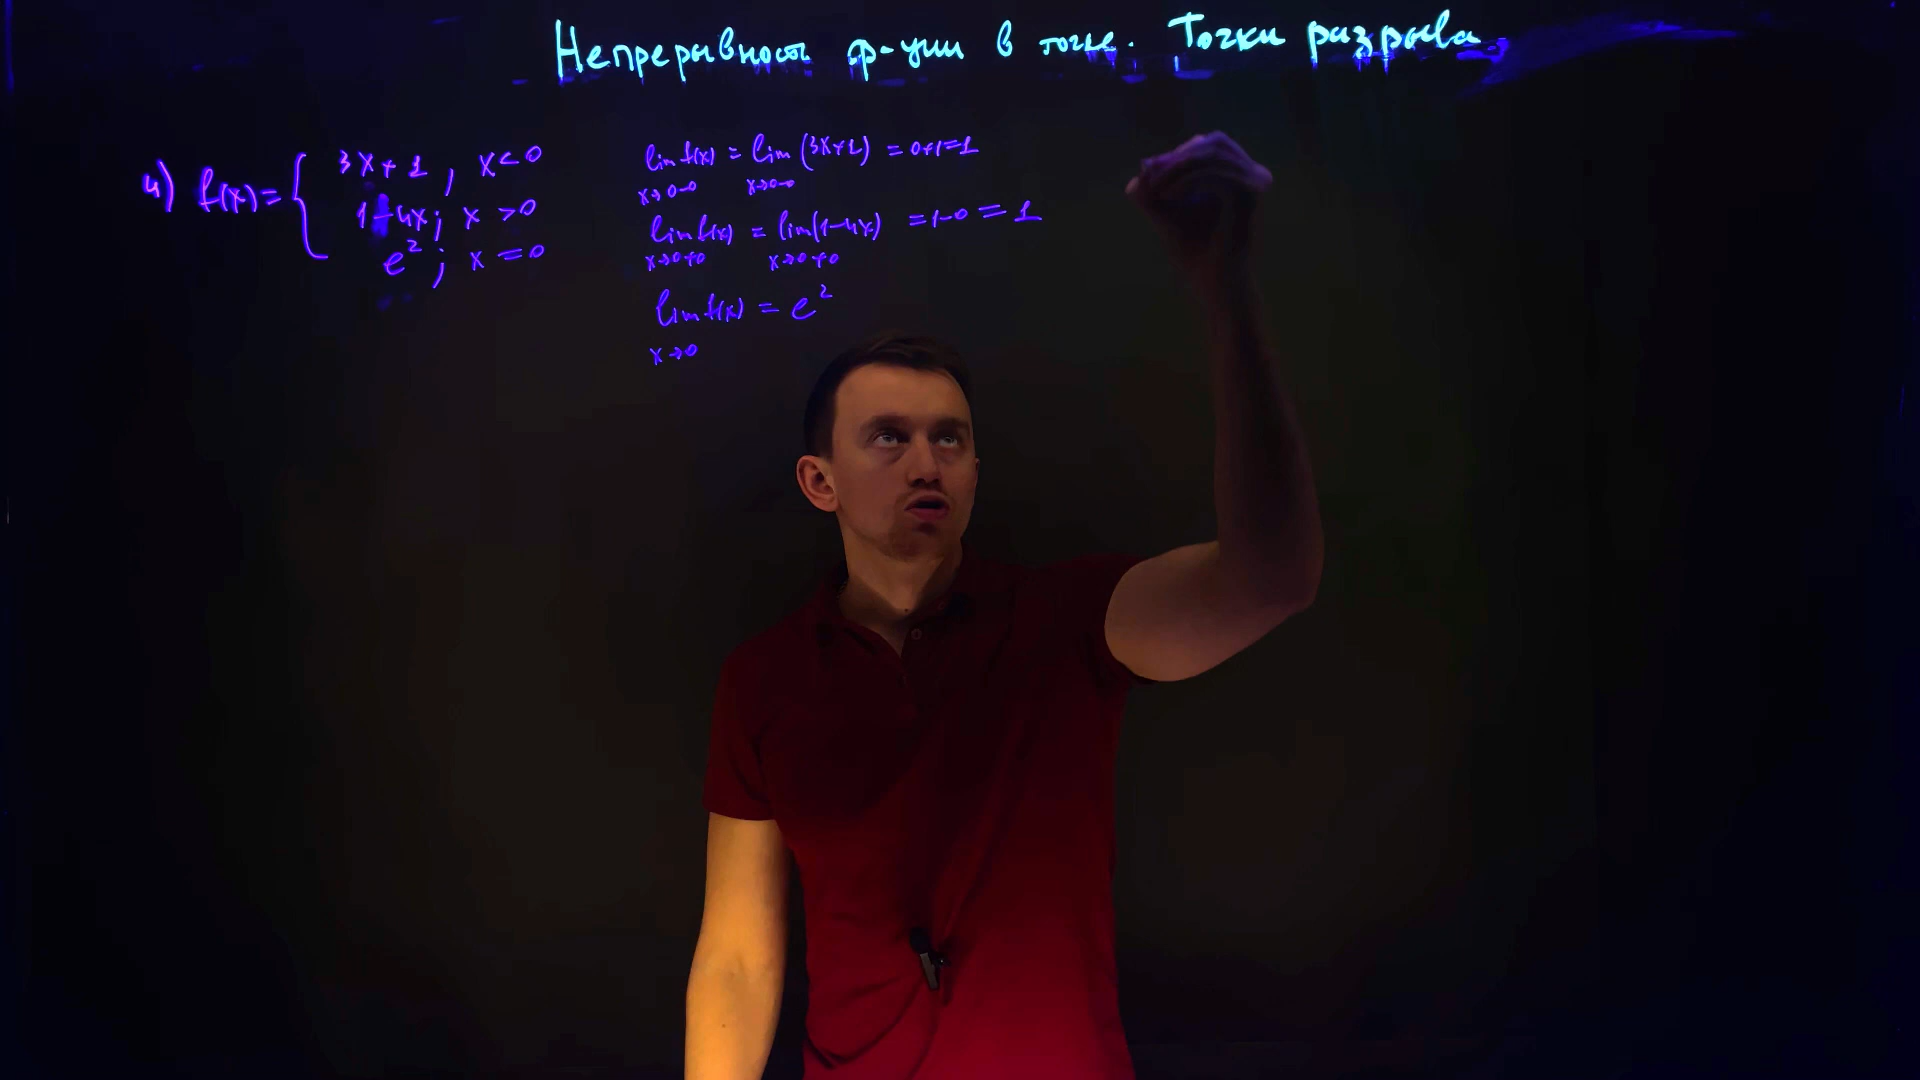 Непрерывность ф-ции в точке. Точки разрыва
4) f(x) = { 3x+1, x<0
1-4x; x>0
e²; x=0
lim f(x) = lim (3x+1) = 0+1=1
x→0-0 x→0-0
lim f(x) = lim(1-4x) = 1-0 = 1
x→0+0 x→0+0
lim f(x) = e²
x→0